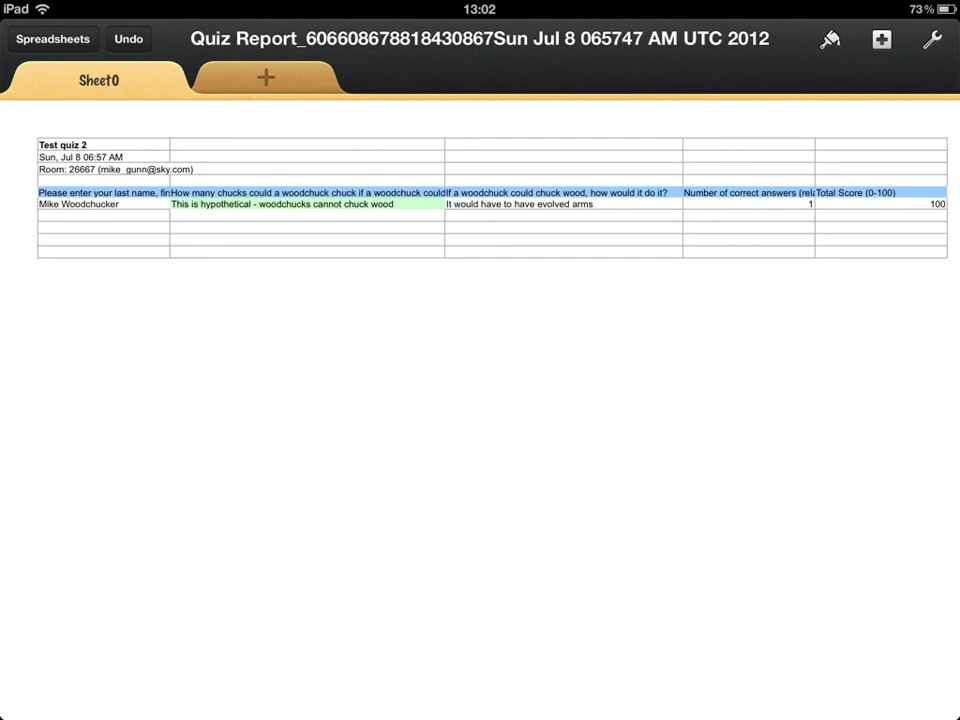 iPad 13:02 73%
Spreadsheets Undo Quiz Report_606608678818430867Sun Jul 8 065747 AM UTC 2012
Sheet0
Test quiz 2
Sun, Jul 8 06:57 AM
Room: 26667 (mike_gunn@sky.com)
Please enter your last name, fir How many chucks could a woodchuck chuck if a woodchuck could If a woodchuck could chuck wood, how would it do it? Number of correct answers (rela Total Score (0-100)
Mike Woodchucker This is hypothetical - woodchucks cannot chuck wood It would have to have evolved arms 1 100